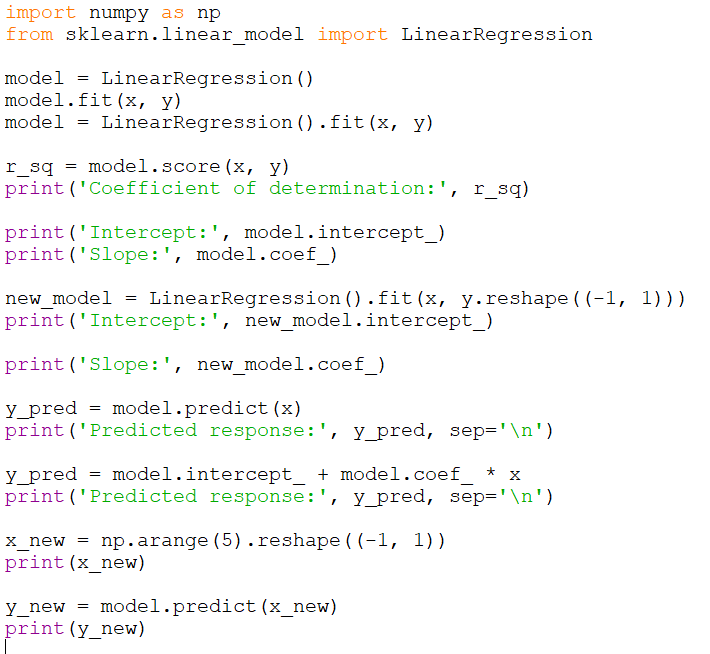 import numpy as np
from sklearn.linear_model import LinearRegression
model = LinearRegression()
model.fit(x, y)
model = LinearRegression().fit(x, y)
r_sq = model.score(x, y)
print('Coefficient of determination:', r_sq)
print('Intercept:', model.intercept_)
print('Slope:', model.coef_)
new_model = LinearRegression().fit(x, y.reshape((-1, 1)))
print('Intercept:', new_model.intercept_)
print('Slope:', new_model.coef_)
y_pred = model.predict(x)
print('Predicted response:', y_pred, sep='\n')
y_pred = model.intercept_ + model.coef_ * x
print('Predicted response:', y_pred, sep='\n')
x_new = np.arange(5).reshape((-1, 1))
print(x_new)
y_new = model.predict(x_new)
print(y_new)